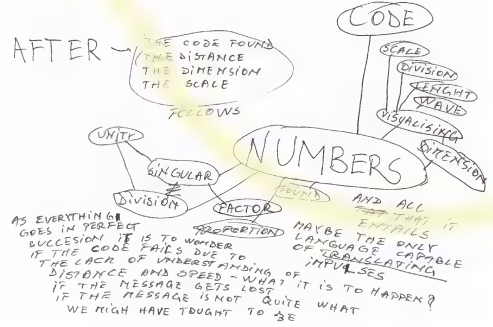 CODE
AFTER –
THE CODE FOUND
THE DISTANCE
THE DIMENSION
THE SCALE
FOLLOWS
SCALE
DIVISION
LENGHT
WAVE
VISUALISING
DIMENSION
UNITY
SINGULAR
DIVISION
NUMBERS
SOUND
FACTOR
PROPORTION
AND ALL
THAT IT
ENTAILS
MAYBE THE ONLY
LANGUAGE CAPABLE
OF TRANSLATING
IMPULSES
AS EVERYTHING
GOES IN PERFECT
SUCCESION IT IS TO WONDER
IF THE CODE FAILS DUE TO
THE LACK OF UNDERSTANDING OF
DISTANCE AND SPEED – WHAT IT IS TO HAPPEN?
IF THE MESSAGE GETS LOST
IF THE MESSAGE IS NOT QUITE WHAT
WE MIGH HAVE TOUGHT TO BE